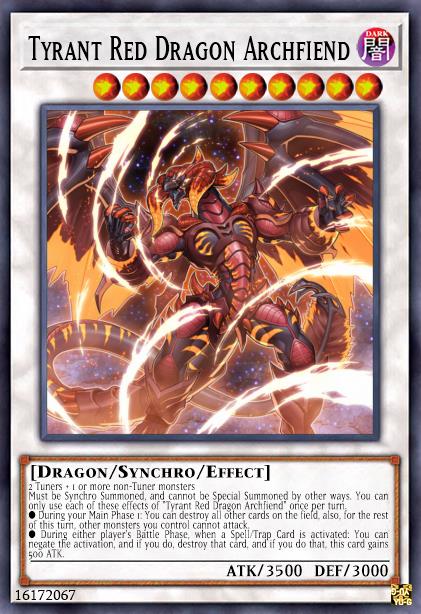 Tyrant Red Dragon Archfiend
DARK
闇
[Dragon/Synchro/Effect]
2 Tuners + 1 or more non-Tuner monsters
Must be Synchro Summoned, and cannot be Special Summoned by other ways. You can
only use each of these effects of "Tyrant Red Dragon Archfiend" once per turn.
● During your Main Phase 1: You can destroy all other cards on the field, also, for the rest
of this turn, other monsters you control cannot attack.
● During either player's Battle Phase, when a Spell/Trap Card is activated: You can
negate the activation, and if you do, destroy that card, and if you do that, this card gains
500 ATK.
ATK/3500 DEF/3000
16172067